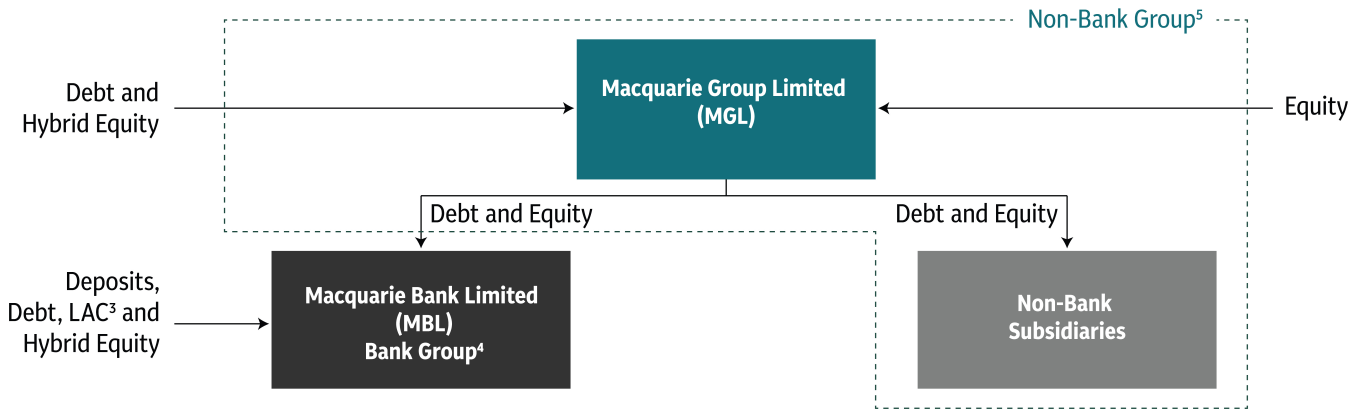 Non-Bank Group⁵
Debt and
Hybrid Equity
Macquarie Group Limited
(MGL)
Equity
Debt and Equity
Debt and Equity
Deposits,
Debt, LAC³ and
Hybrid Equity
Macquarie Bank Limited
(MBL)
Bank Group⁴
Non-Bank
Subsidiaries